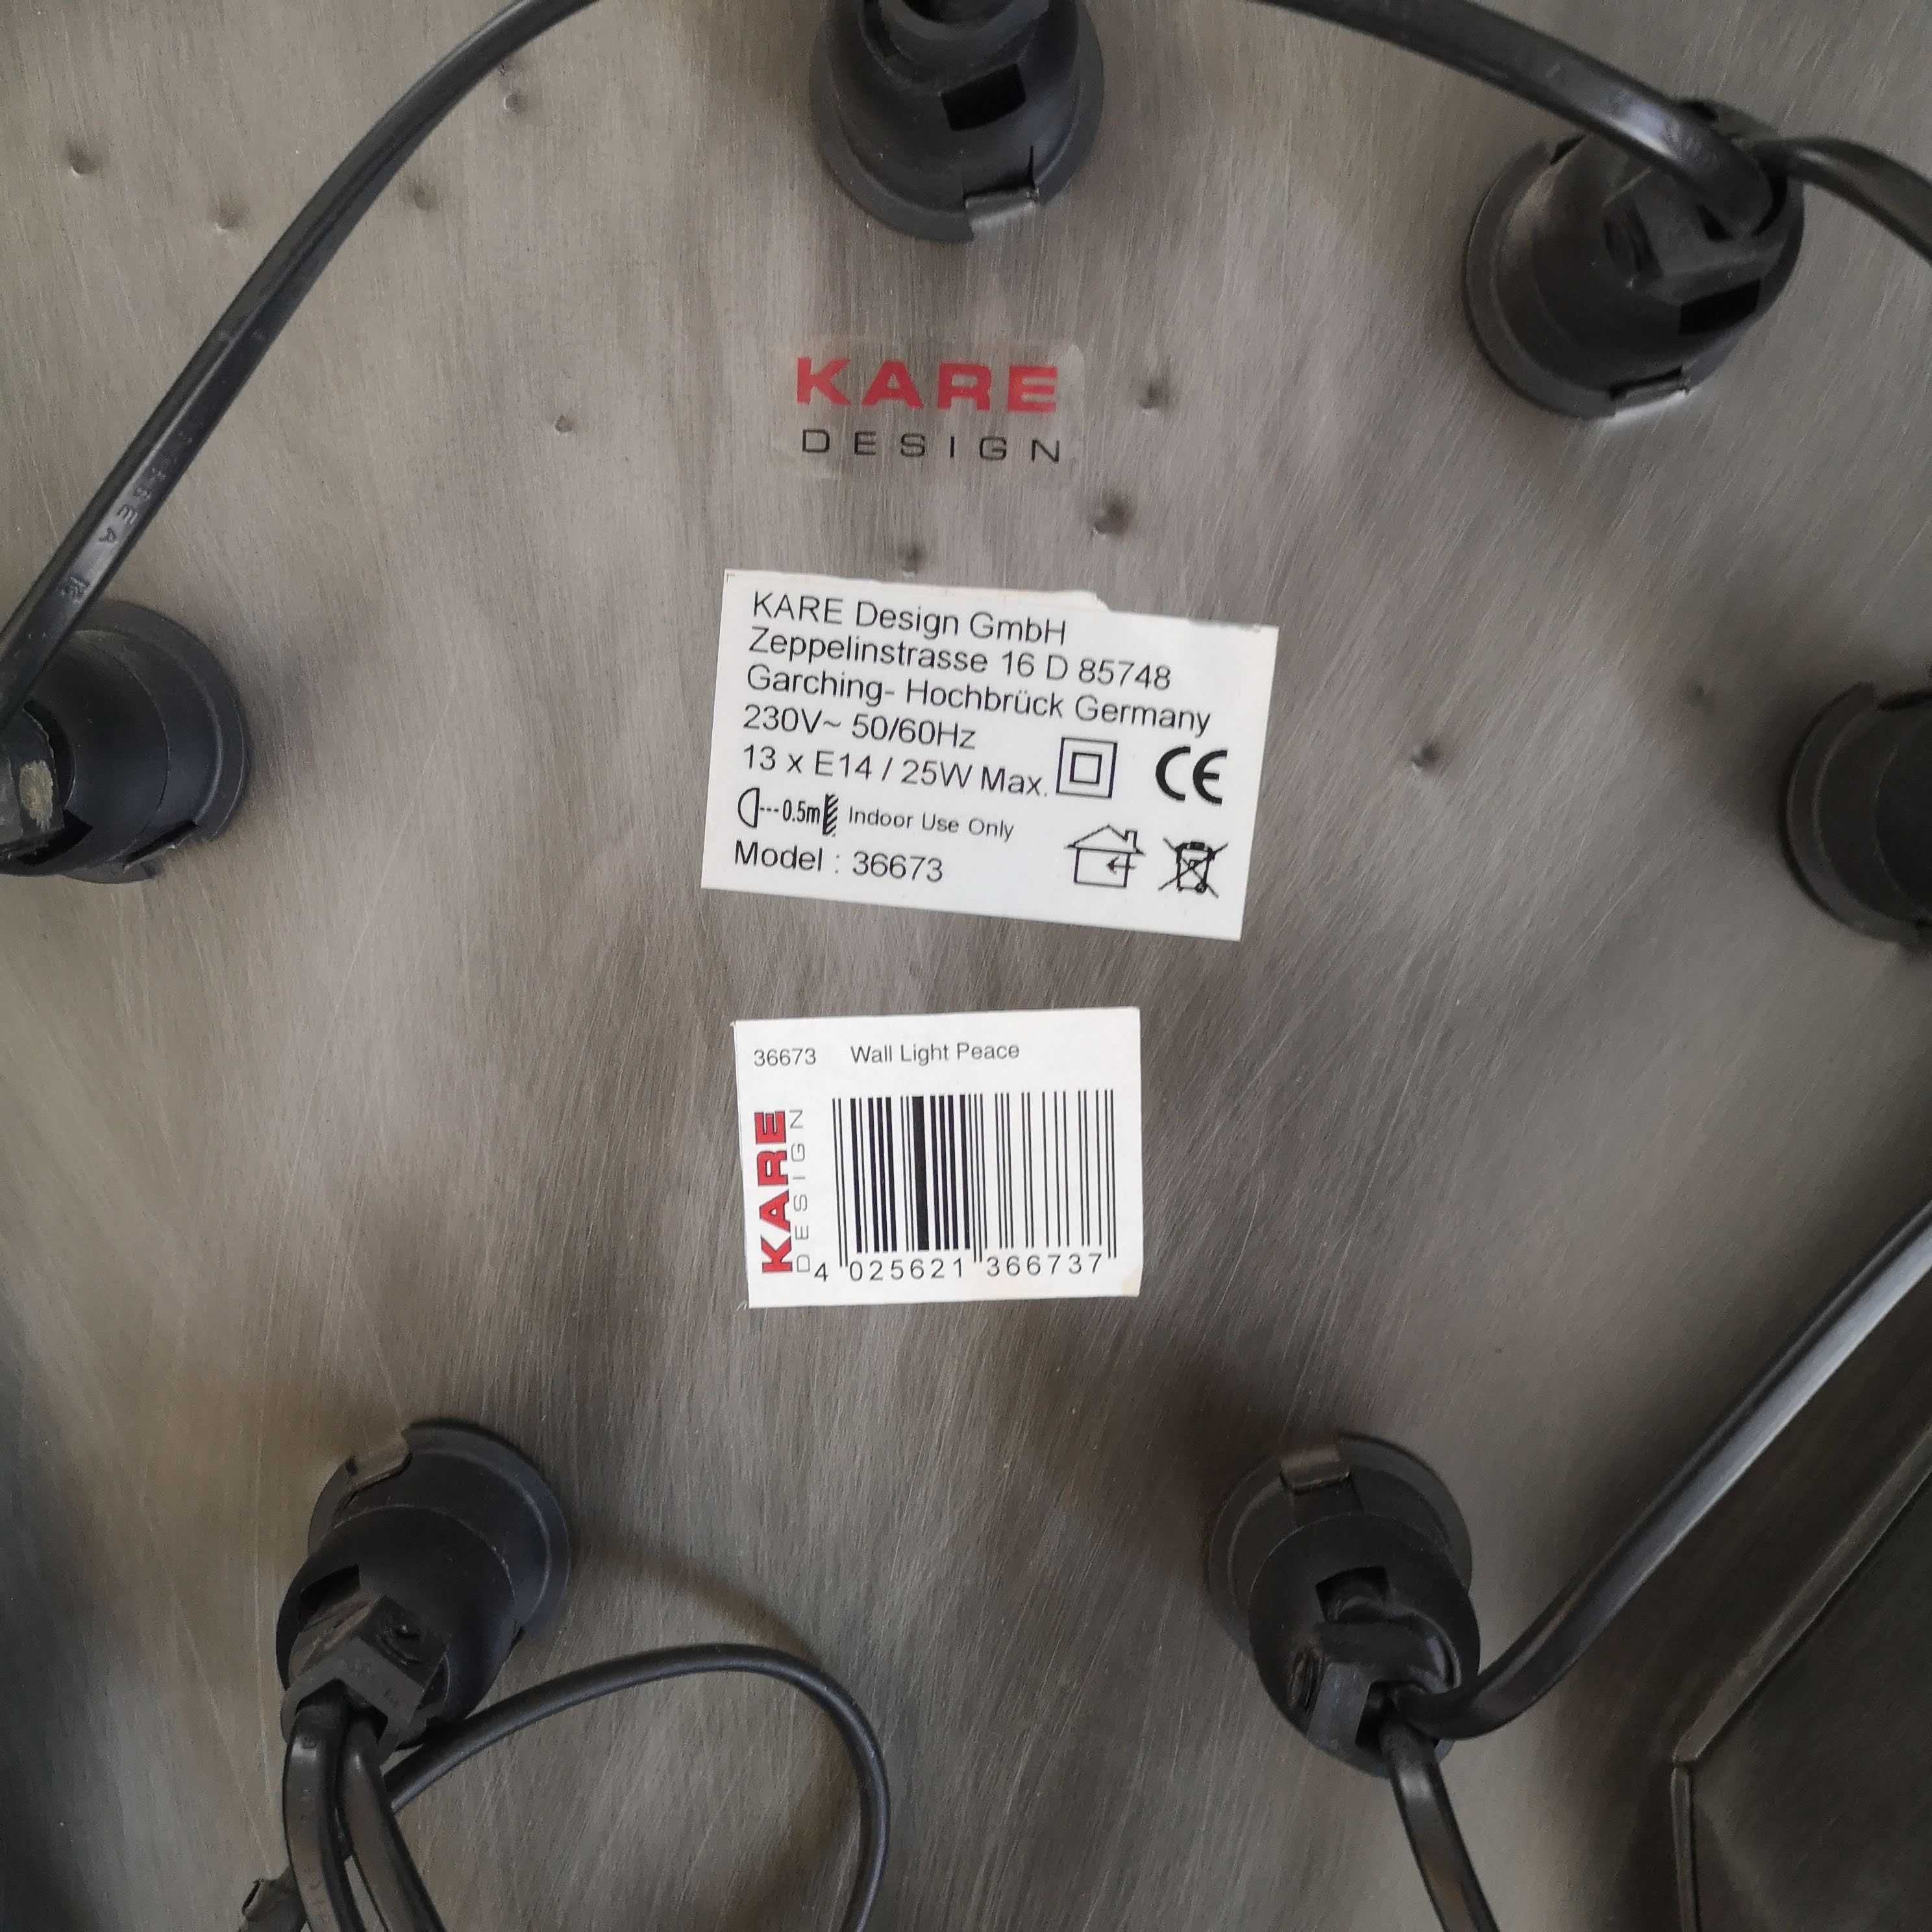 KARE
DESIGN
KARE Design GmbH
Zeppelinstrasse 16 D 85748
Garching- Hochbrück Germany
230V~ 50/60Hz
13 x E14 / 25W Max.
CE
0.5m Indoor Use Only
Model : 36673
36673 Wall Light Peace
KARE
DESIGN
4 025621 366737